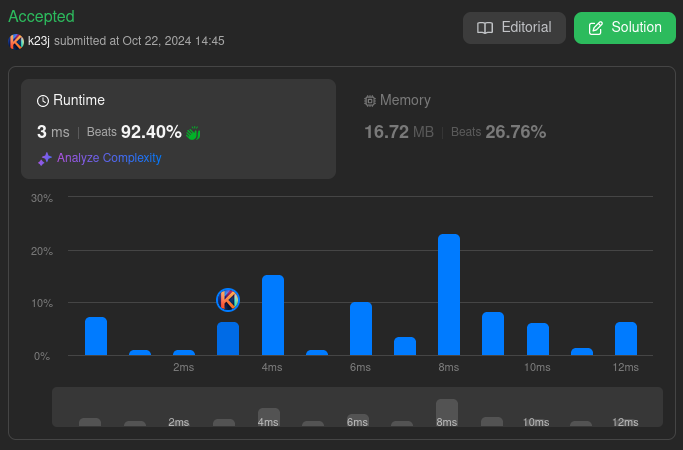 Accepted
k23j submitted at Oct 22, 2024 14:45
Editorial
Solution
Runtime
3 ms | Beats 92.40%
Analyze Complexity
Memory
16.72 MB | Beats 26.76%
30%
20%
10%
0%
2ms 4ms 6ms 8ms 10ms 12ms
2ms 4ms 6ms 8ms 10ms 12ms